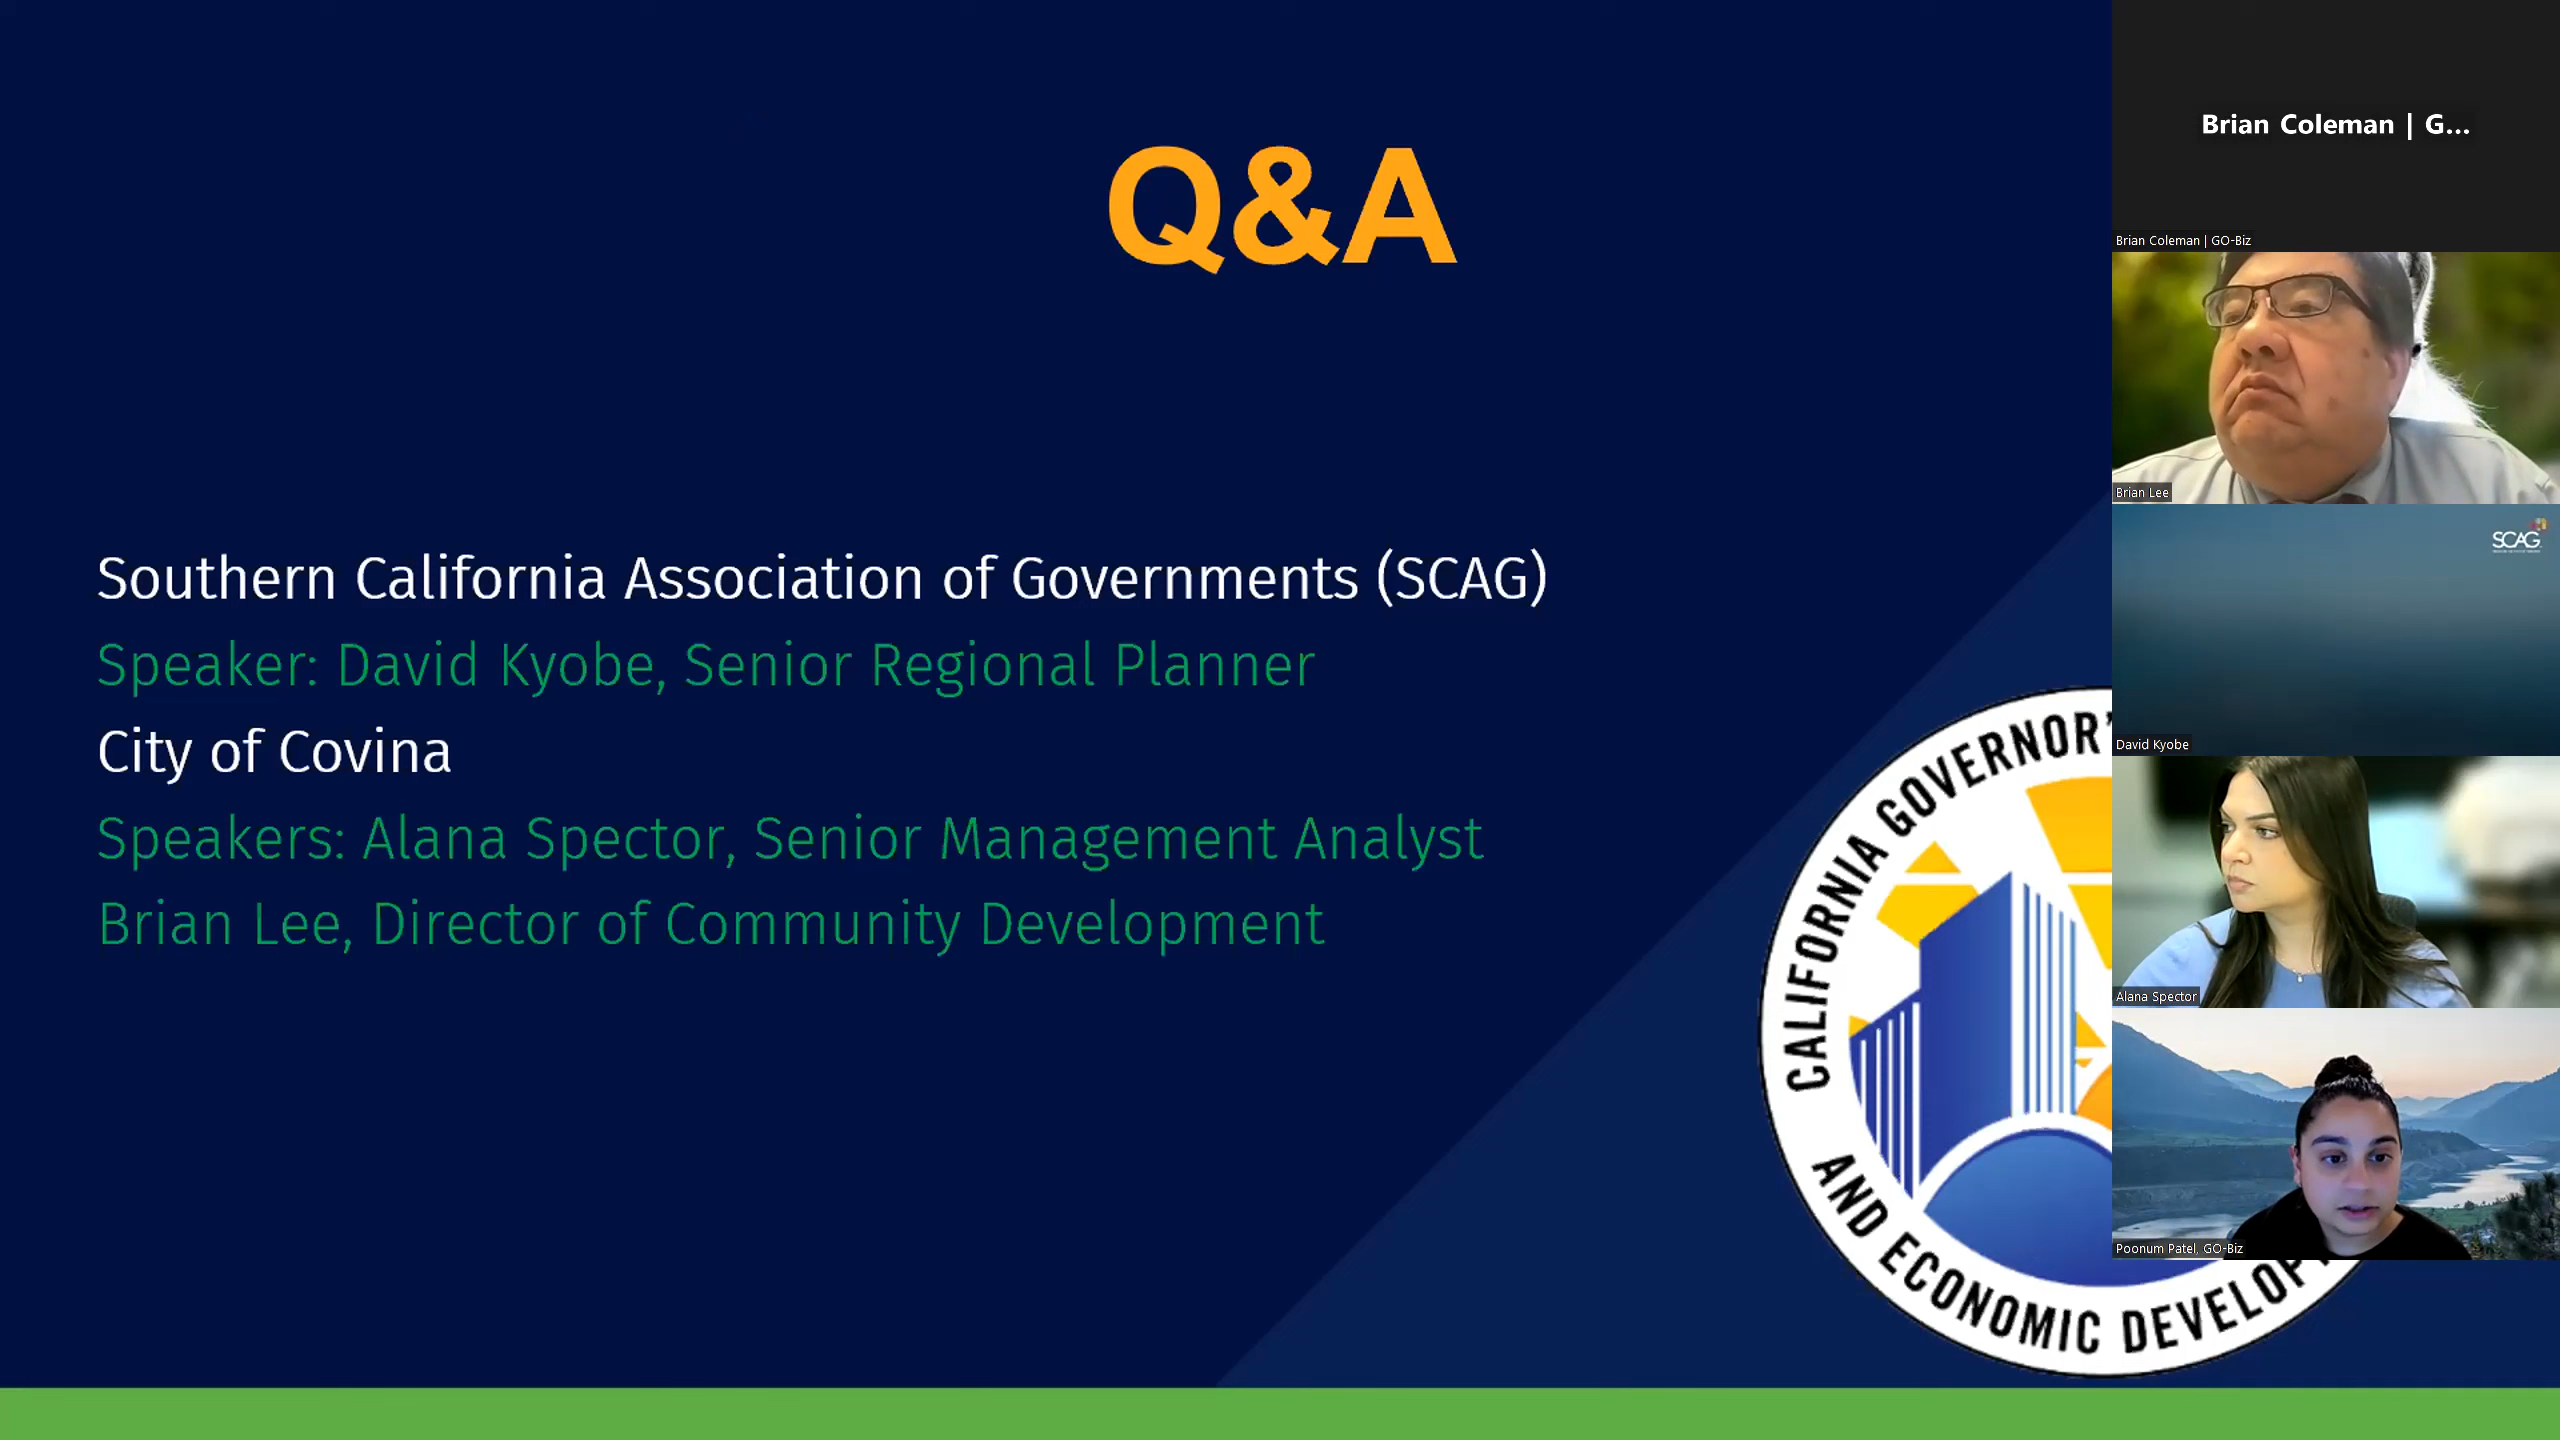 Q&A
Southern California Association of Governments (SCAG)
Speaker: David Kyobe, Senior Regional Planner
City of Covina
Speakers: Alana Spector, Senior Management Analyst
Brian Lee, Director of Community Development
CALIFORNIA GOVERNOR'
AND ECONOMIC DEVELOP
Brian Coleman | G...
Brian Coleman | GO-Biz
Brian Lee
SCAG
David Kyobe
Alana Spector
Poonum Patel, GO-Biz